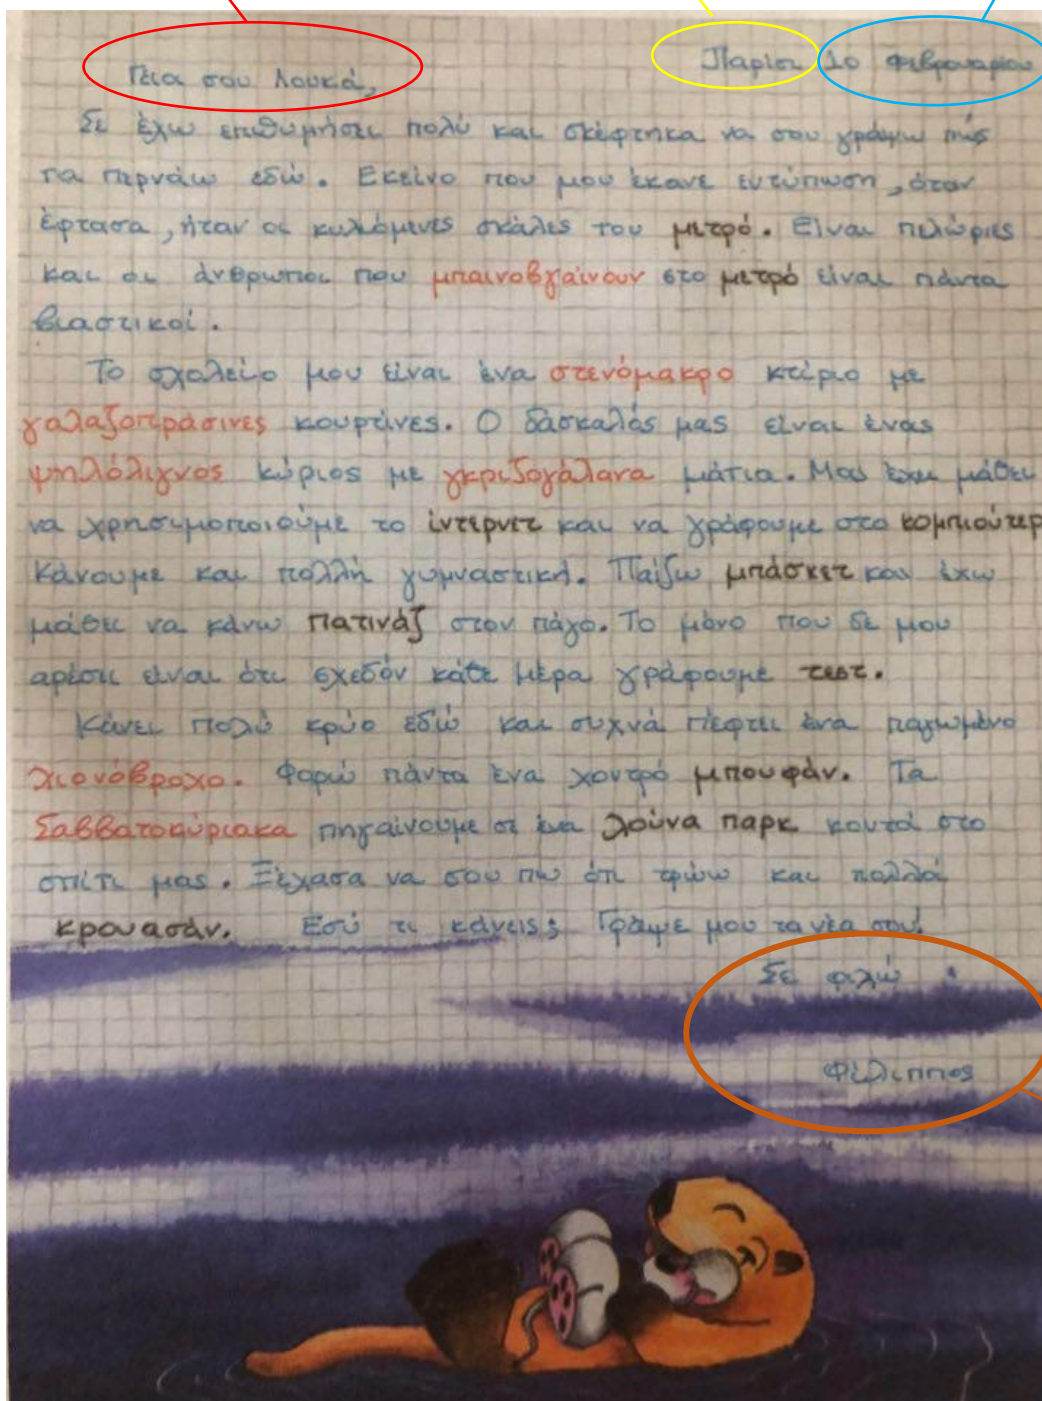 Παρίσι 10 Φεβρουαρίου
Γεια σου Λουκά,
Σε έχω επιθυμήσει πολύ και σκέφτηκα να σου γράψω πώς
τα περνάω εδώ. Εκείνο που μου έκανε εντύπωση, όταν
έφτασα, ήταν οι κυλιόμενες σκάλες του μετρό. Είναι πελώριες
και οι άνθρωποι που μπαινοβγαίνουν στο μετρό είναι πάντα
βιαστικοί.
Το σχολείο μου είναι ένα στενόμακρο κτίριο με
γαλαζοπράσινες κουρτίνες. Ο δάσκαλός μας είναι ένας
ψηλόλιγνος κύριος με γκριζογάλανα μάτια. Μας έχει μάθει
να χρησιμοποιούμε το ίντερνετ και να γράφουμε στο κομπιούτερ
Κάνουμε και πολλή γυμναστική. Παίζω μπάσκετ και έχω
μάθει να κάνω πατινάζ στον πάγο. Το μόνο που δε μου
αρέσει είναι ότι σχεδόν κάθε μέρα γράφουμε τεστ.
Κάνει πολύ κρύο εδώ και συχνά πέφτει ένα παγωμένο
χιονόβροχο. Φοράω πάντα ένα χοντρό μπουφάν. Τα
Σαββατοκύριακα πηγαίνουμε σε ένα λούνα παρκ κοντά στο
σπίτι μας. Ξέχασα να σου πω ότι τρώω και πολλά
κρουασάν. Εσύ τι κάνεις; Γράψε μου τα νέα σου!
Σε φιλώ
Φίλιππος